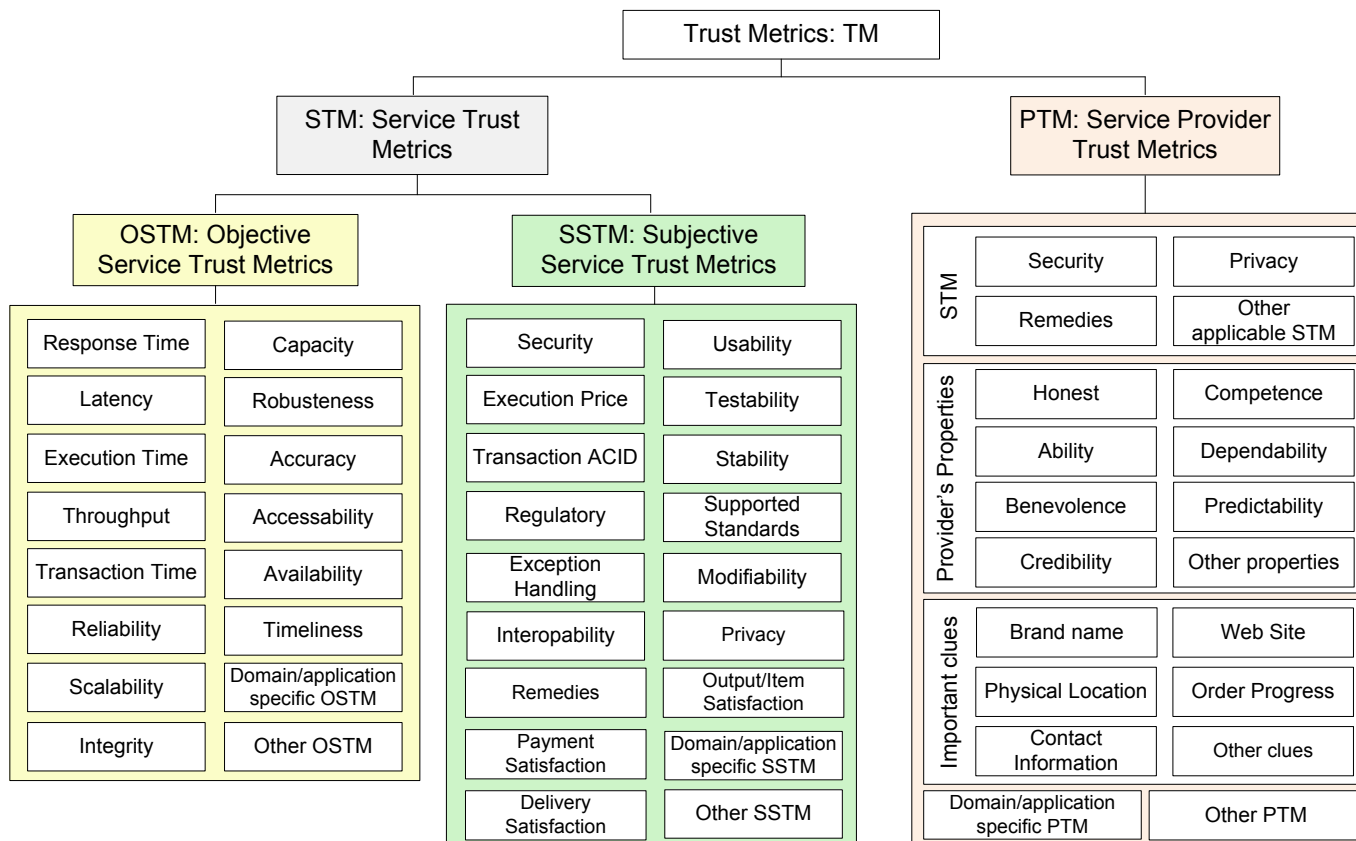 Trust Metrics: TM
STM: Service Trust
Metrics
PTM: Service Provider
Trust Metrics
OSTM: Objective
Service Trust Metrics
SSTM: Subjective
Service Trust Metrics
Response Time
Capacity
Latency
Robusteness
Execution Time
Accuracy
Throughput
Accessability
Transaction Time
Availability
Reliability
Timeliness
Scalability
Domain/application
specific OSTM
Integrity
Other OSTM
Security
Usability
Execution Price
Testability
Transaction ACID
Stability
Regulatory
Supported
Standards
Exception
Handling
Modifiability
Interopability
Privacy
Remedies
Output/Item
Satisfaction
Payment
Satisfaction
Domain/application
specific SSTM
Delivery
Satisfaction
Other SSTM
STM
Security
Privacy
Remedies
Other
applicable STM
Provider's Properties
Honest
Competence
Ability
Dependability
Benevolence
Predictability
Credibility
Other properties
Important clues
Brand name
Web Site
Physical Location
Order Progress
Contact
Information
Other clues
Domain/application
specific PTM
Other PTM